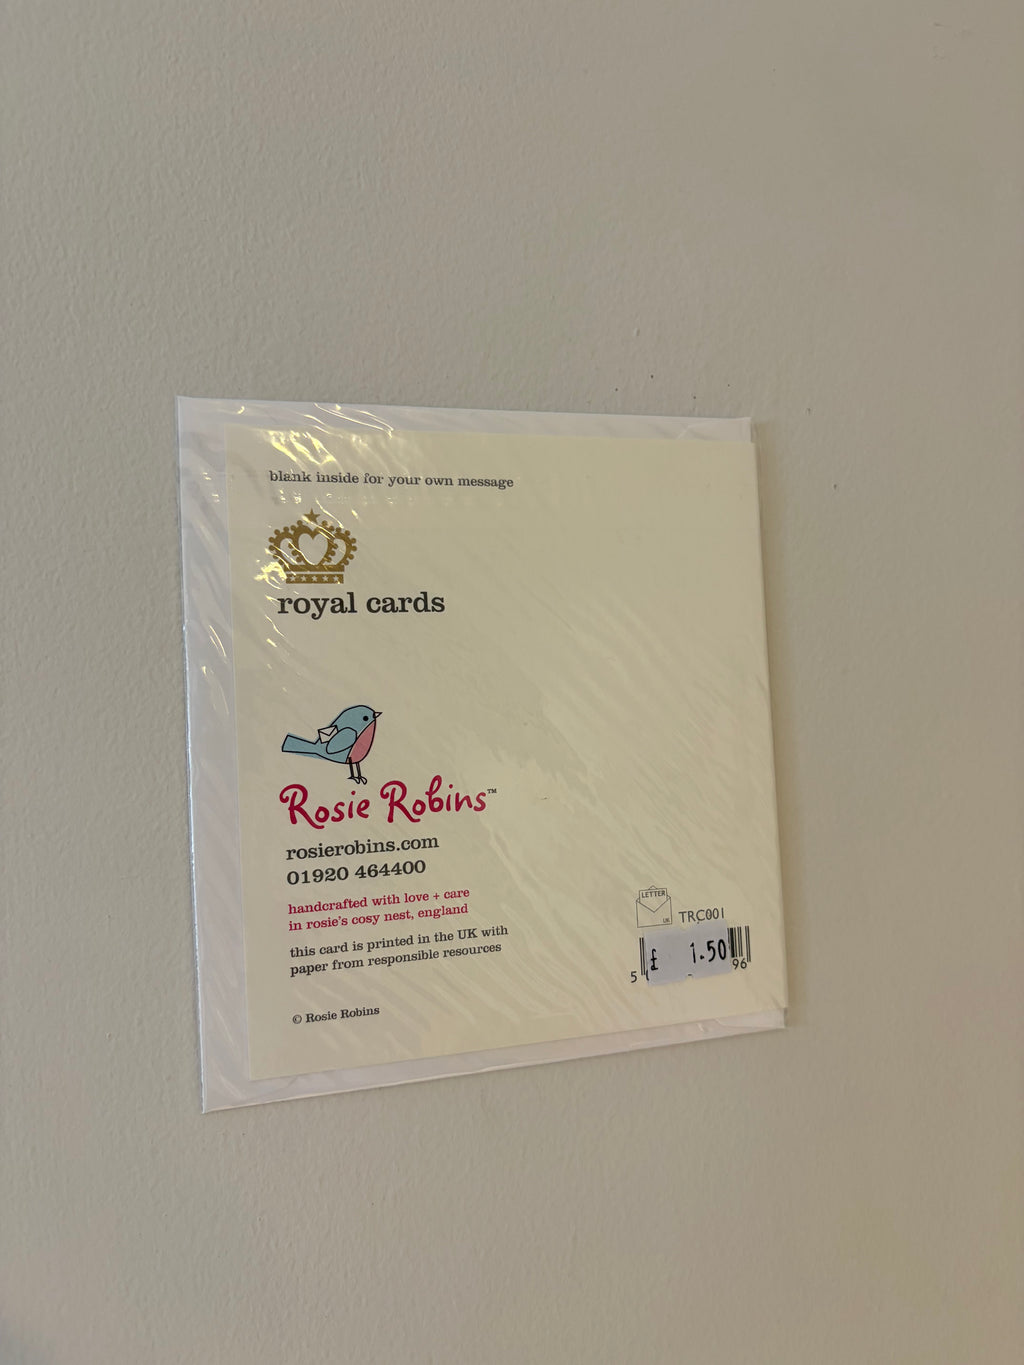 blank inside for your own message
royal cards
Rosie Robins™
rosierobins.com
01920 464400
handcrafted with love + care
in rosie's cosy nest, england
this card is printed in the UK with
paper from responsible resources
© Rosie Robins
LETTER
UK
TRC001
£ 1.50
5
96